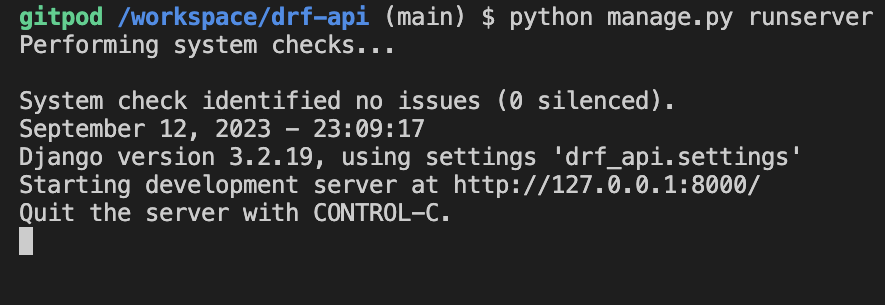 gitpod /workspace/drf-api (main) $ python manage.py runserver
Performing system checks...
System check identified no issues (0 silenced).
September 12, 2023 - 23:09:17
Django version 3.2.19, using settings 'drf_api.settings'
Starting development server at http://127.0.0.1:8000/
Quit the server with CONTROL-C.